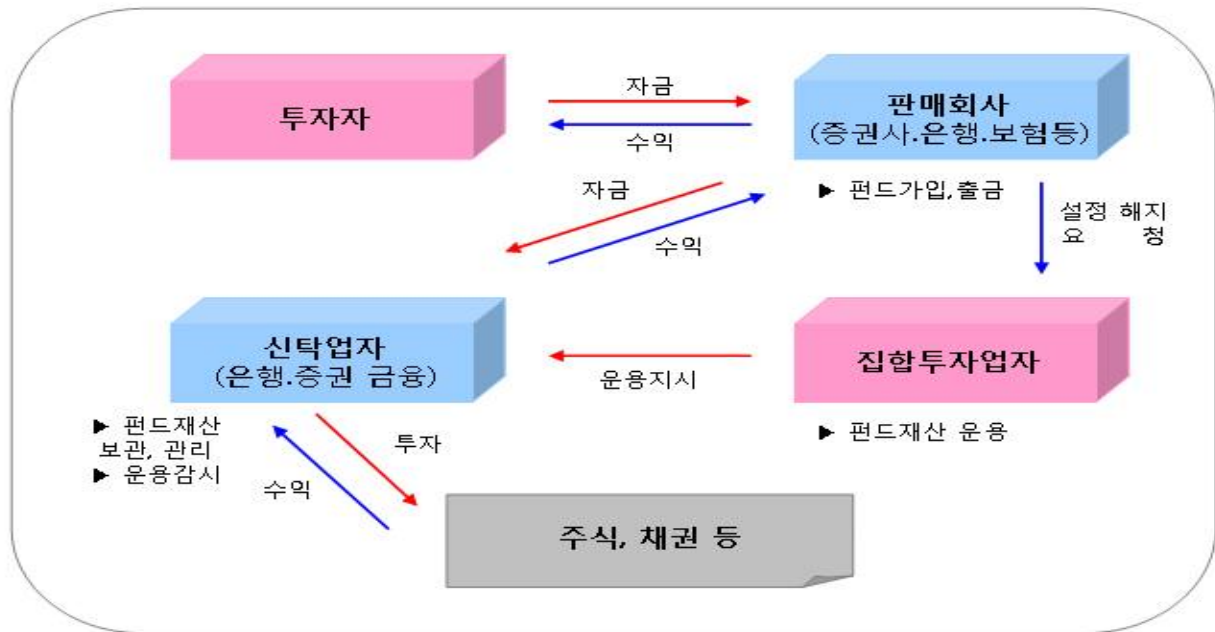 투자자
자금
수익
판매회사
(증권사.은행.보험등)
▶ 펀드가입,출금
자금
수익
설정 해지
요 청
신탁업자
(은행.증권 금융)
▶ 펀드재산
보관, 관리
▶ 운용감시
운용지시
집합투자업자
▶ 펀드재산 운용
투자
수익
주식, 채권 등